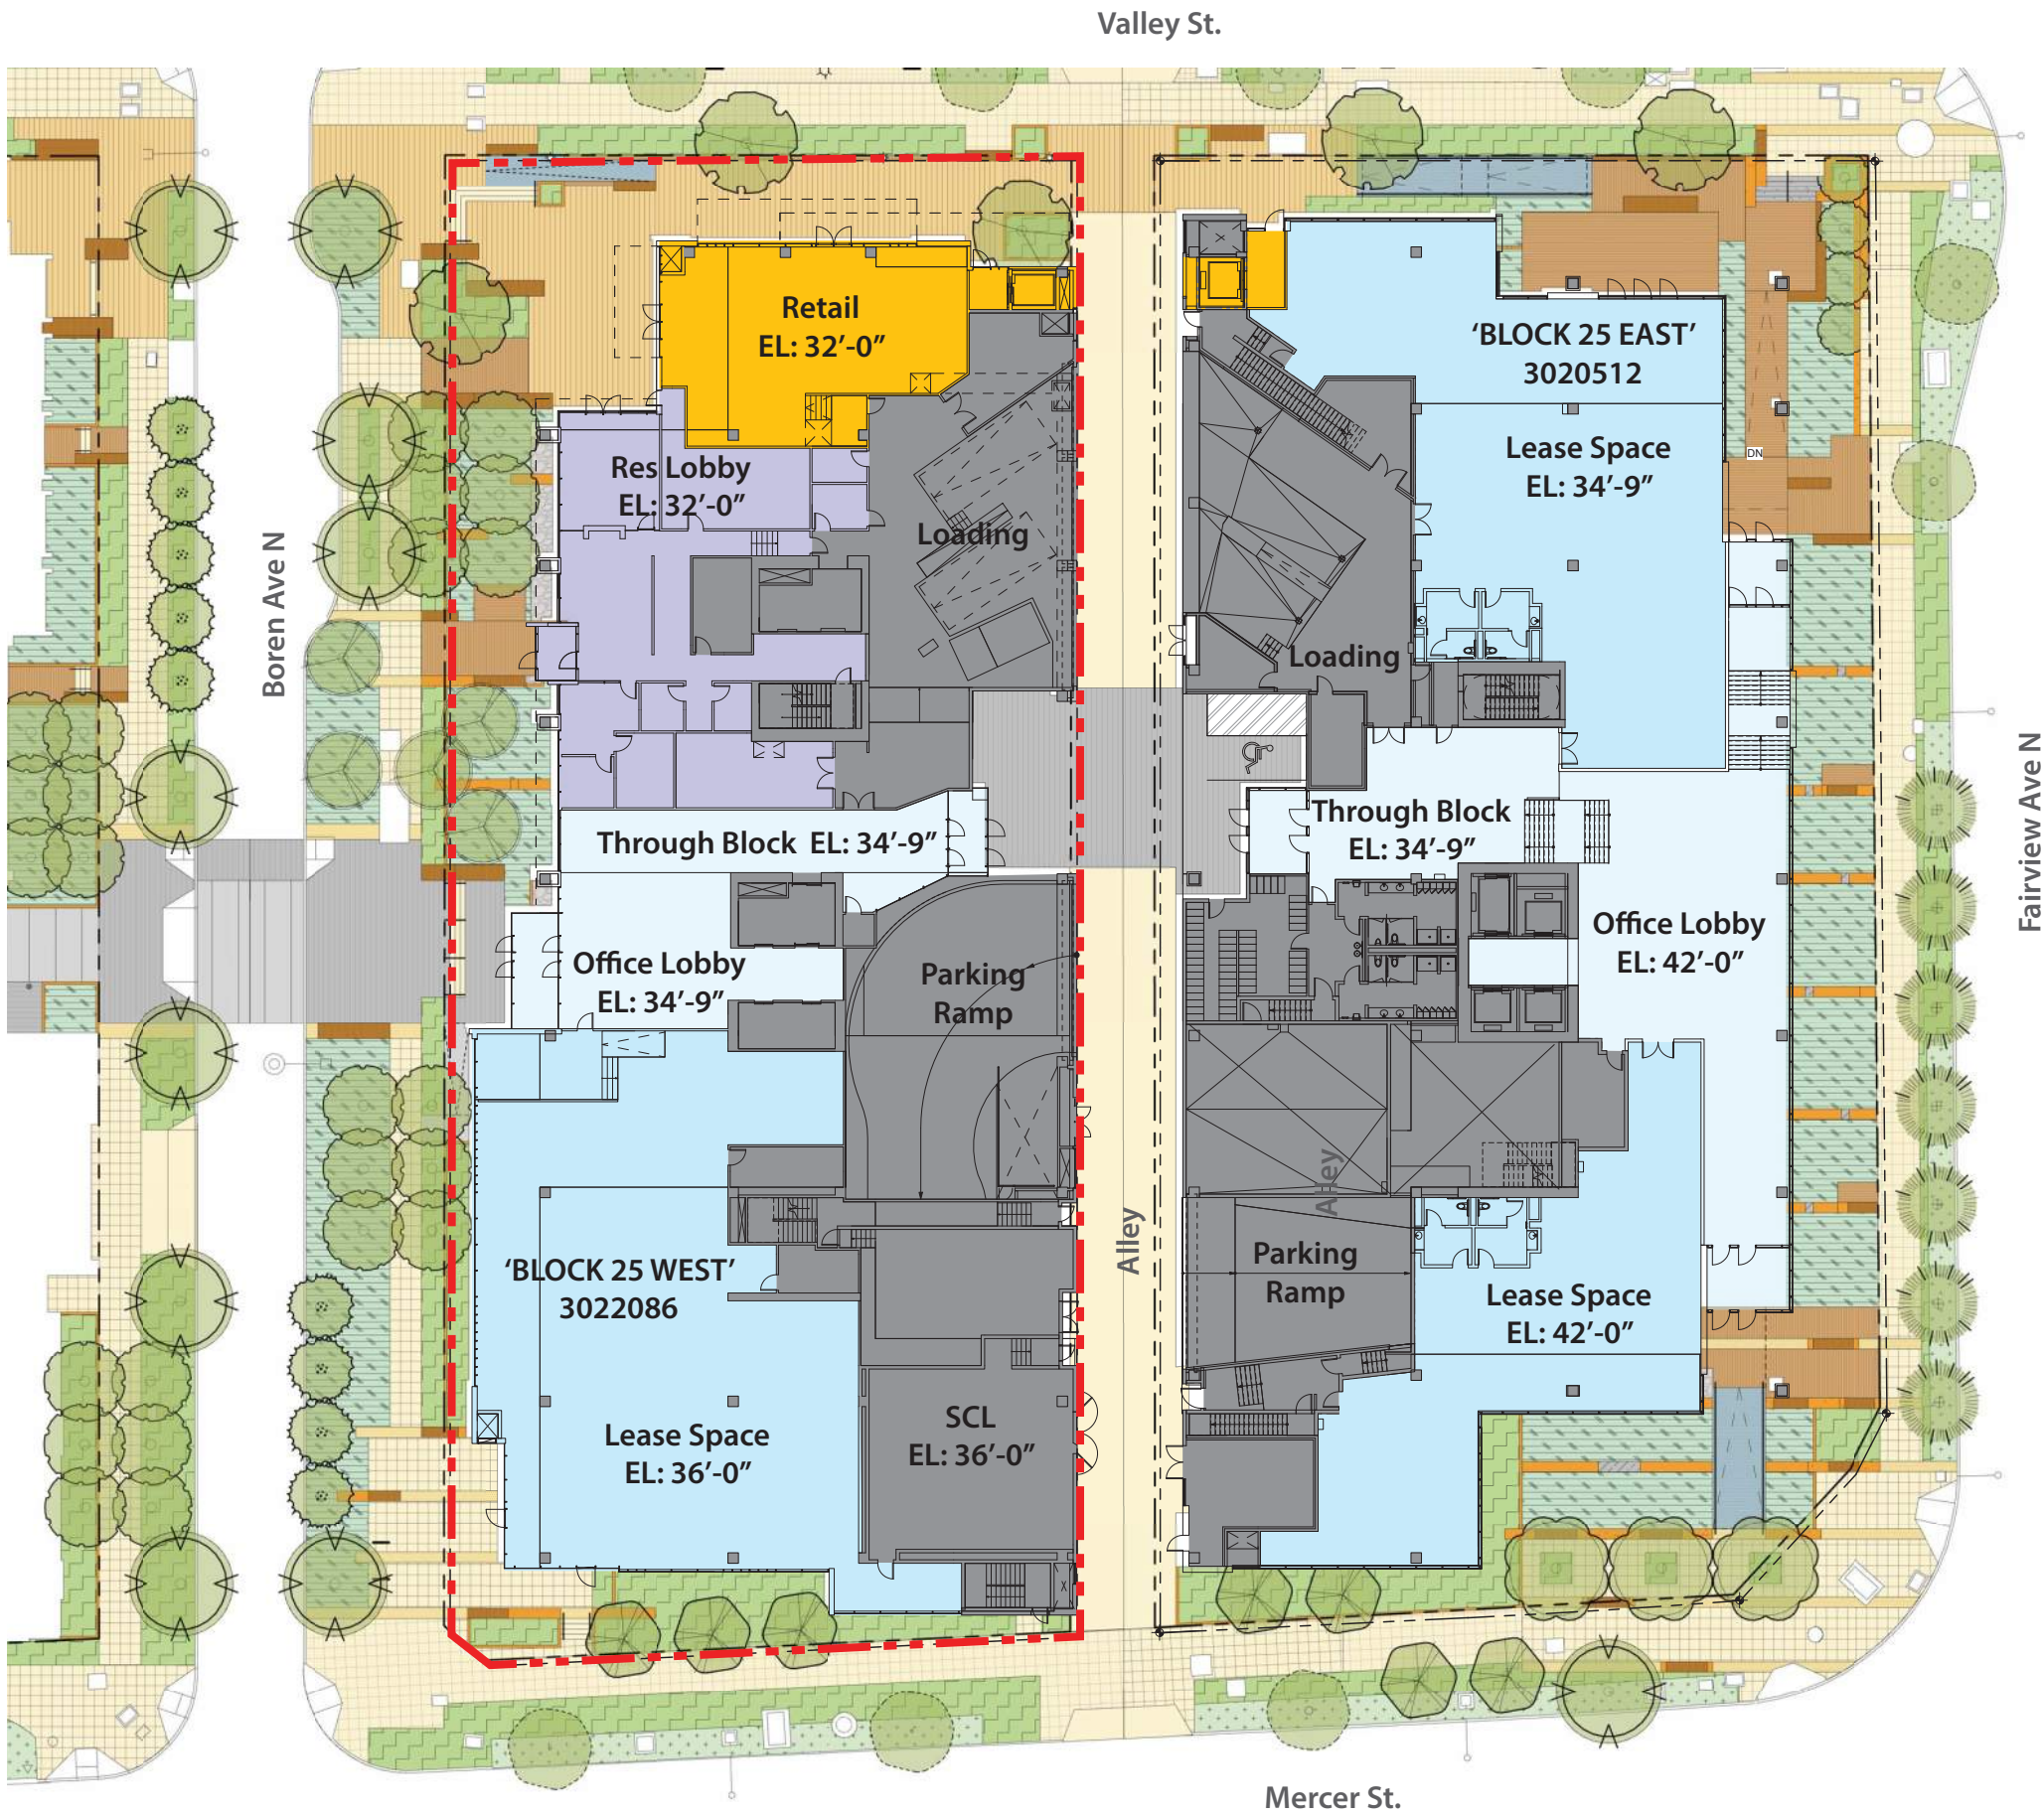 Valley St.
Retail
EL: 32'-0"
'BLOCK 25 EAST'
3020512
Res Lobby
EL: 32'-0"
Lease Space
EL: 34'-9"
DN
Loading
Boren Ave N
Loading
Fairview Ave N
Through Block EL: 34'-9"
Through Block
EL: 34'-9"
Office Lobby
EL: 34'-9"
Parking
Ramp
Office Lobby
EL: 42'-0"
Alley
Alley
'BLOCK 25 WEST'
3022086
Parking
Ramp
Lease Space
EL: 42'-0"
Lease Space
EL: 36'-0"
SCL
EL: 36'-0"
Mercer St.